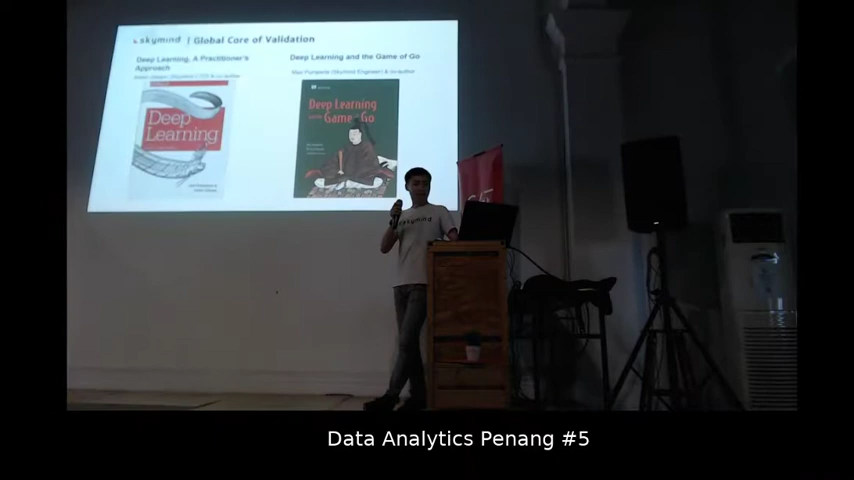 skymind | Global Core of Validation
Deep Learning, A Practitioner's
Approach
Deep Learning and the Game of Go
Deep
Learning
Deep Learning
and the
Game of Go
skymind
Data Analytics Penang #5